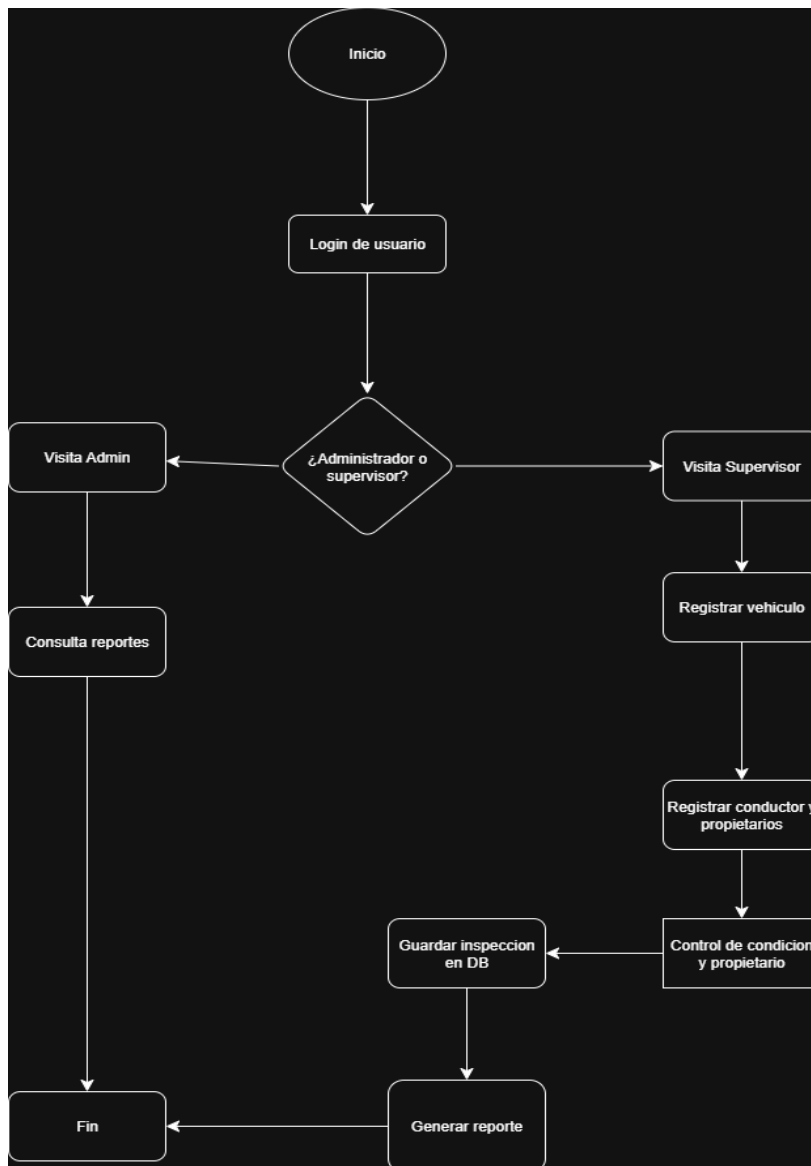 Inicio
Login de usuario
¿Administrador o
supervisor?
Visita Admin
Visita Supervisor
Registrar vehiculo
Consulta reportes
Registrar conductor y
propietarios
Guardar inspeccion
en DB
Control de condicion
y propietario
Fin
Generar reporte